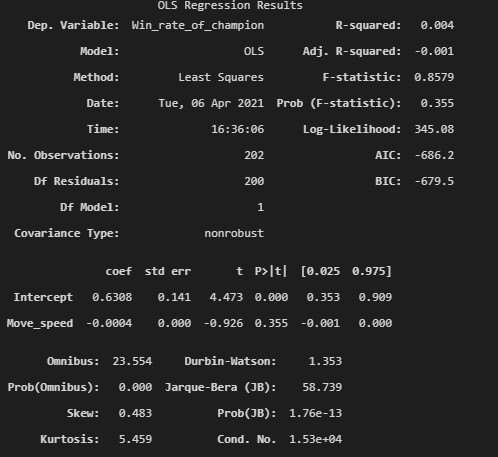 OLS Regression Results
Dep. Variable: Win_rate_of_champion R-squared: 0.004
Model: OLS Adj. R-squared: -0.001
Method: Least Squares F-statistic: 0.8579
Date: Tue, 06 Apr 2021 Prob (F-statistic): 0.355
Time: 16:36:06 Log-Likelihood: 345.08
No. Observations: 202 AIC: -686.2
Df Residuals: 200 BIC: -679.5
Df Model: 1
Covariance Type: nonrobust
coef std err t P>|t| [0.025 0.975]
Intercept 0.6308 0.141 4.473 0.000 0.353 0.909
Move_speed -0.0004 0.000 -0.926 0.355 -0.001 0.000
Omnibus: 23.554 Durbin-Watson: 1.353
Prob(Omnibus): 0.000 Jarque-Bera (JB): 58.739
Skew: 0.483 Prob(JB): 1.76e-13
Kurtosis: 5.459 Cond. No. 1.53e+04